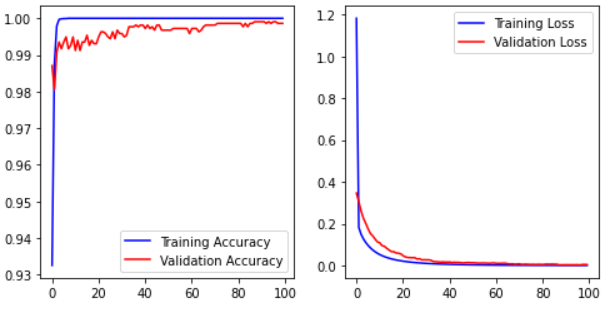 1.00
0.99
0.98
0.97
0.96
0.95
0.94
0.93
0 20 40 60 80 100
Training Accuracy
Validation Accuracy
1.2
1.0
0.8
0.6
0.4
0.2
0.0
0 20 40 60 80 100
Training Loss
Validation Loss